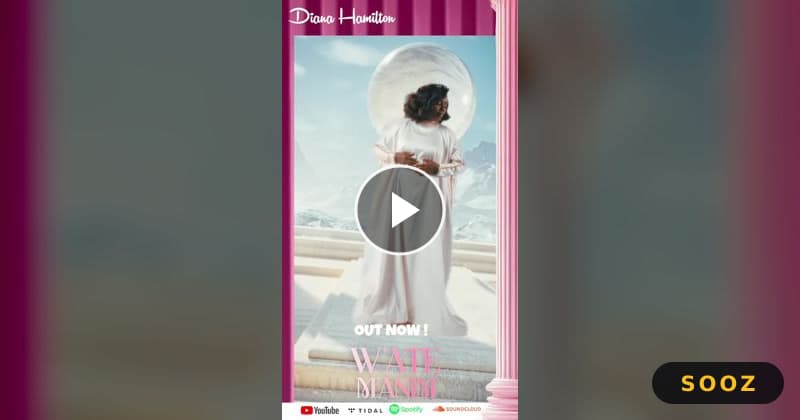 Diana Hamilton
OUT NOW !
WATE
MANIM
YouTube TIDAL Spotify SOUNDCLOUD
SOOZ